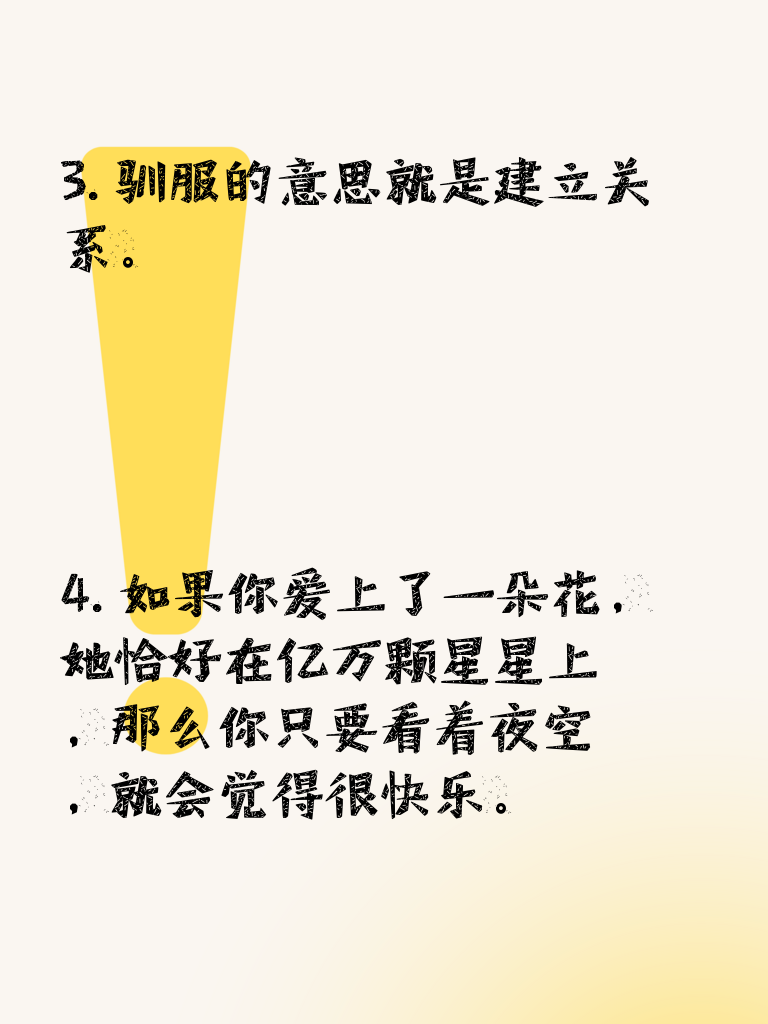 3. 驯服的意思就是建立关
系。
4. 如果你爱上了一朵花，
她恰好在亿万颗星星上
，那么你只要看着夜空
，就会觉得很快乐。